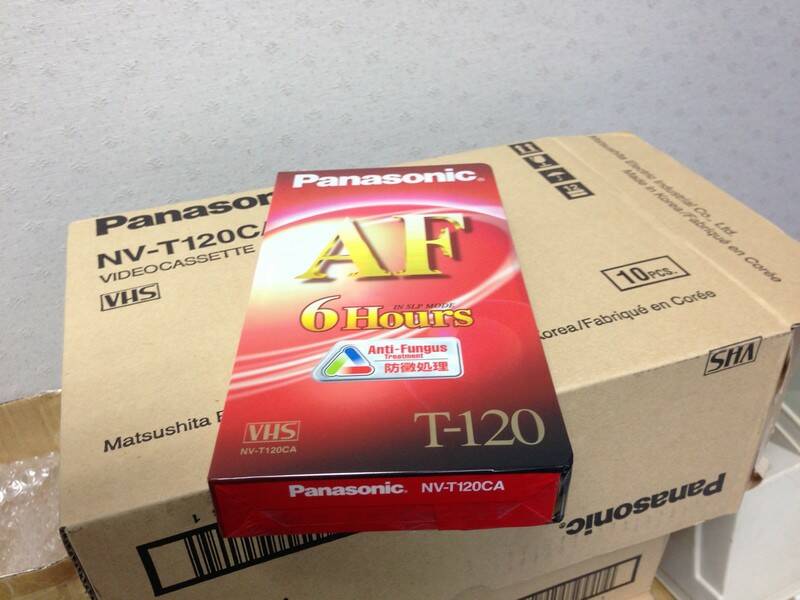 Panasonic
NV-T120CA
VIDEOCASSETTE
VHS
Matsushita
Matsushita Electric Industrial Co., Ltd.
Made in Korea/Fabriqué en Corée
10 PCS.
Korea/Fabriqué en Corée
VHS
Panasonic
1
Panasonic
AF
6 Hours
IN SLP MODE
Anti-Fungus
Treatment
防黴処理
VHS
NV-T120CA
T-120
Panasonic NV-T120CA